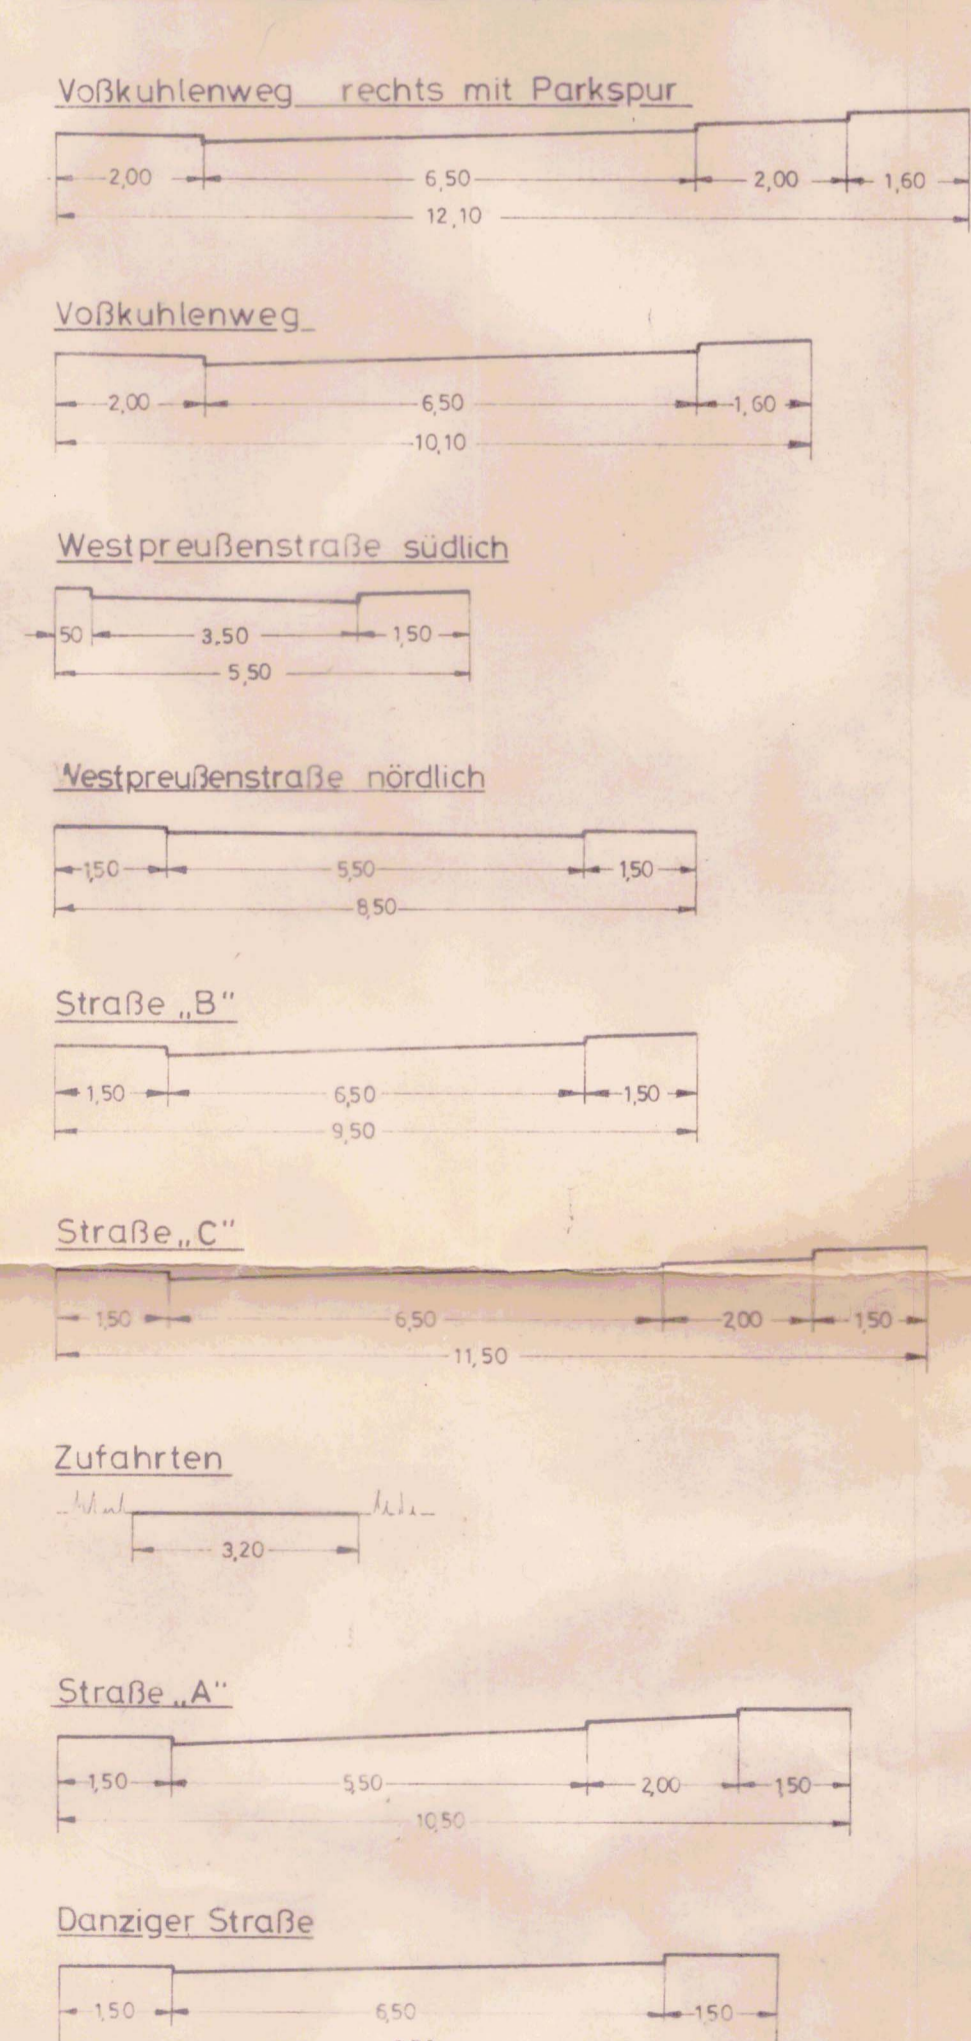 Voßkuhlenweg rechts mit Parkspur
2,00 6,50 2,00 1,60
12,10
Voßkuhlenweg
2,00 6,50 1,60
10,10
Westpreußenstraße südlich
50 3,50 1,50
5,50
Westpreußenstraße nördlich
1,50 5,50 1,50
8,50
Straße „B"
1,50 6,50 1,50
9,50
Straße „C"
1,50 6,50 2,00 1,50
11,50
Zufahrten
3,20
Straße „A"
1,50 5,50 2,00 1,50
10,50
Danziger Straße
1,50 6,50 1,50